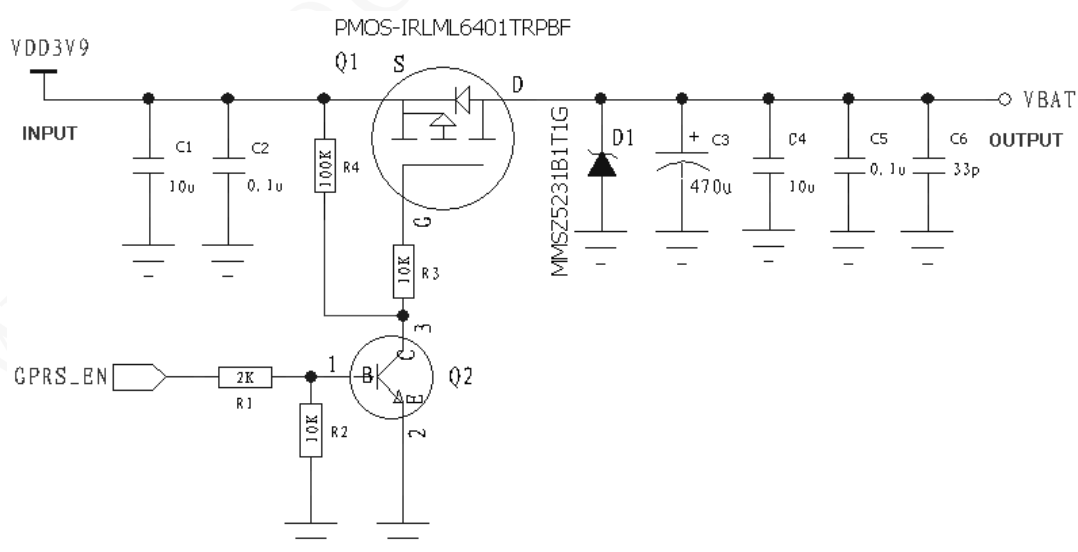 PMOS-IRLML6401TRPBF
VDD3V9
Q1
S
D
VBAT
INPUT
OUTPUT
C1
10u
C2
0.1u
100K
R4
G
MMSZ5231B1T1G
D1
+
C3
470u
C4
10u
C5
0.1u
C6
33p
10K
R3
3
GPRS_EN
2K
R1
1
B
C
E
Q2
10K
R2
2